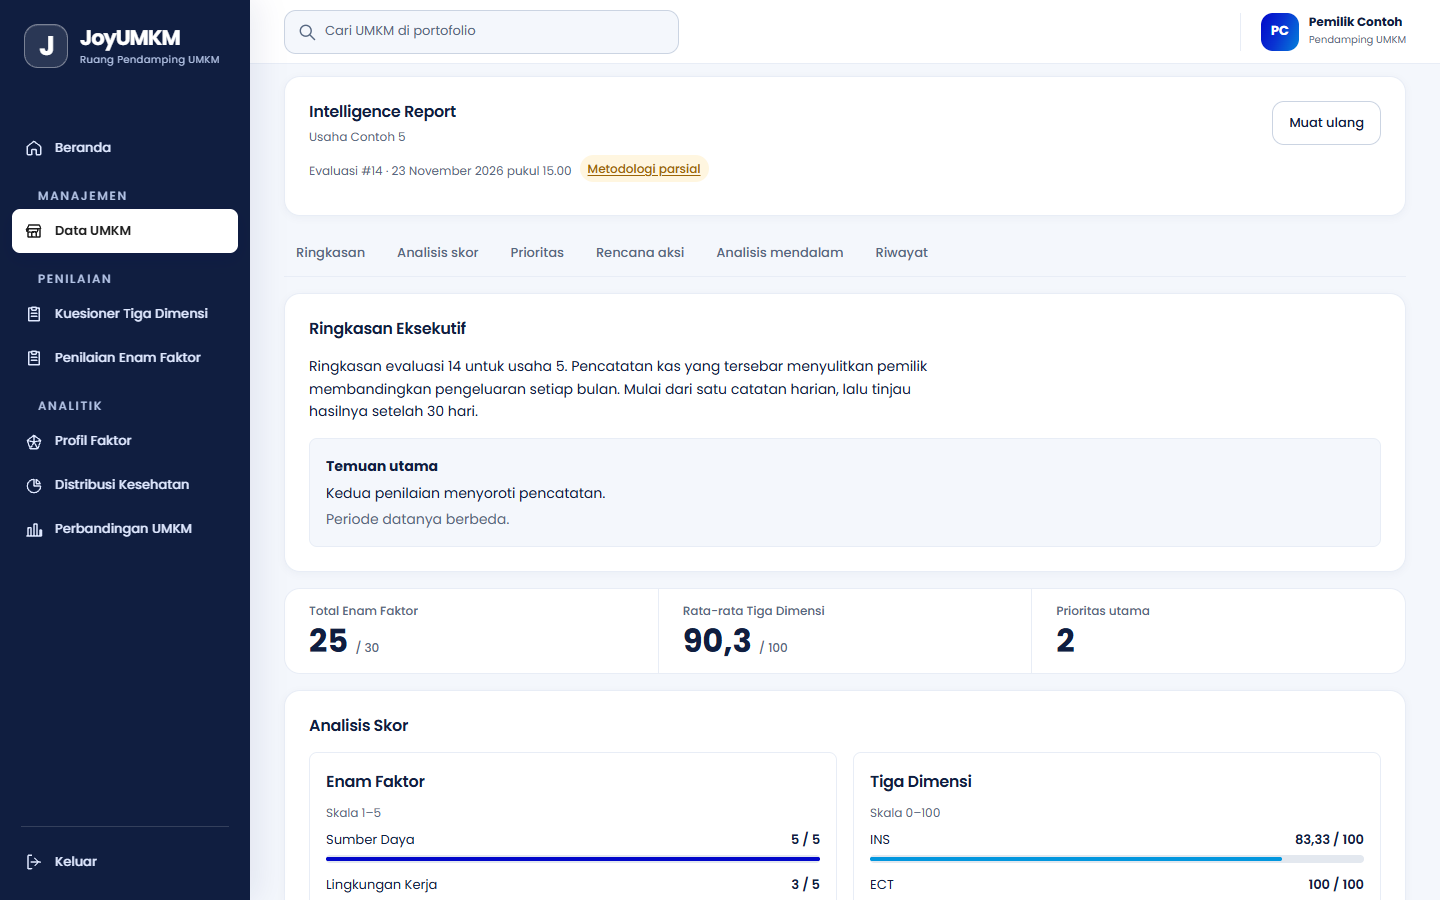 J
JoyUMKM
Ruang Pendamping UMKM
Beranda
MANAJEMEN
Data UMKM
PENILAIAN
Kuesioner Tiga Dimensi
Penilaian Enam Faktor
ANALITIK
Profil Faktor
Distribusi Kesehatan
Perbandingan UMKM
Keluar
Cari UMKM di portofolio
PC
Pemilik Contoh
Pendamping UMKM
Intelligence Report
Usaha Contoh 5
Evaluasi #14 · 23 November 2026 pukul 15.00 Metodologi parsial
Muat ulang
Ringkasan Analisis skor Prioritas Rencana aksi Analisis mendalam Riwayat
Ringkasan Eksekutif
Ringkasan evaluasi 14 untuk usaha 5. Pencatatan kas yang tersebar menyulitkan pemilik
membandingkan pengeluaran setiap bulan. Mulai dari satu catatan harian, lalu tinjau
hasilnya setelah 30 hari.
Temuan utama
Kedua penilaian menyoroti pencatatan.
Periode datanya berbeda.
Total Enam Faktor
25 / 30
Rata-rata Tiga Dimensi
90,3 / 100
Prioritas utama
2
Analisis Skor
Enam Faktor
Skala 1–5
Sumber Daya 5 / 5
Lingkungan Kerja 3 / 5
Tiga Dimensi
Skala 0–100
INS 83,33 / 100
ECT 100 / 100